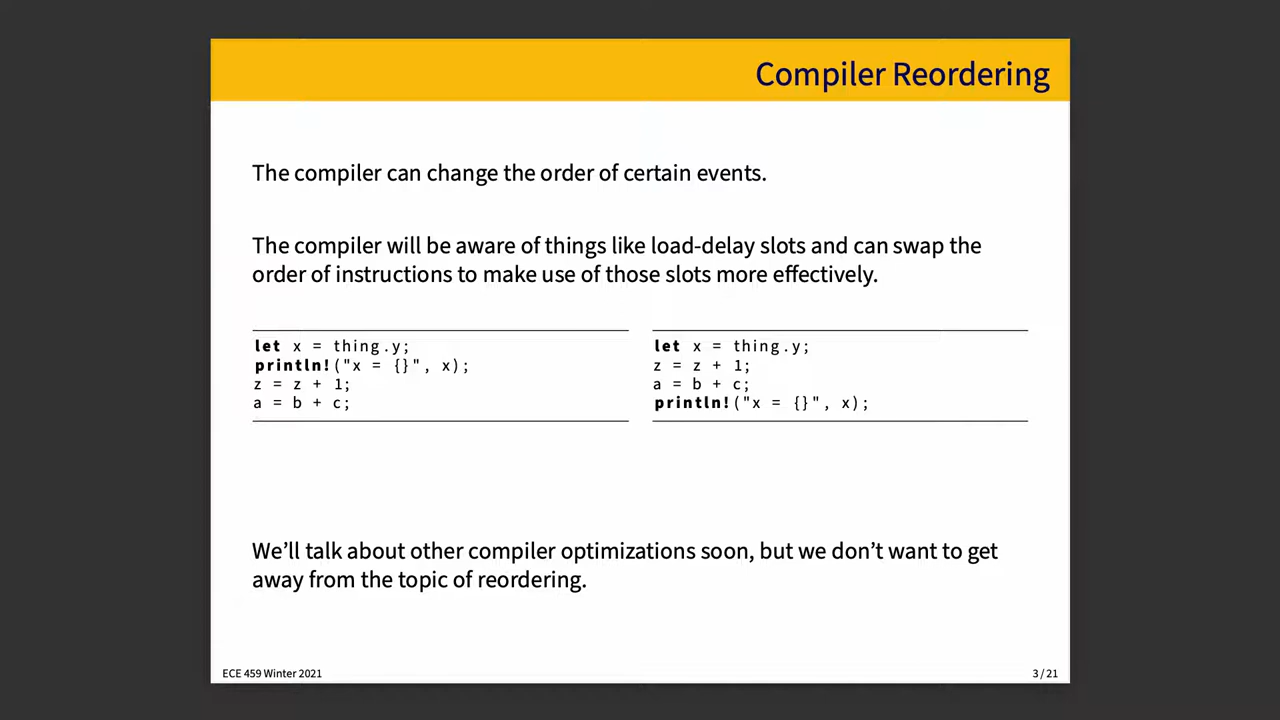 Compiler Reordering
The compiler can change the order of certain events.
The compiler will be aware of things like load-delay slots and can swap the
order of instructions to make use of those slots more effectively.
let x = thing.y;
println!("x = {}", x);
z = z + 1;
a = b + c;
let x = thing.y;
z = z + 1;
a = b + c;
println!("x = {}", x);
We’ll talk about other compiler optimizations soon, but we don’t want to get
away from the topic of reordering.
ECE 459 Winter 2021
3 / 21